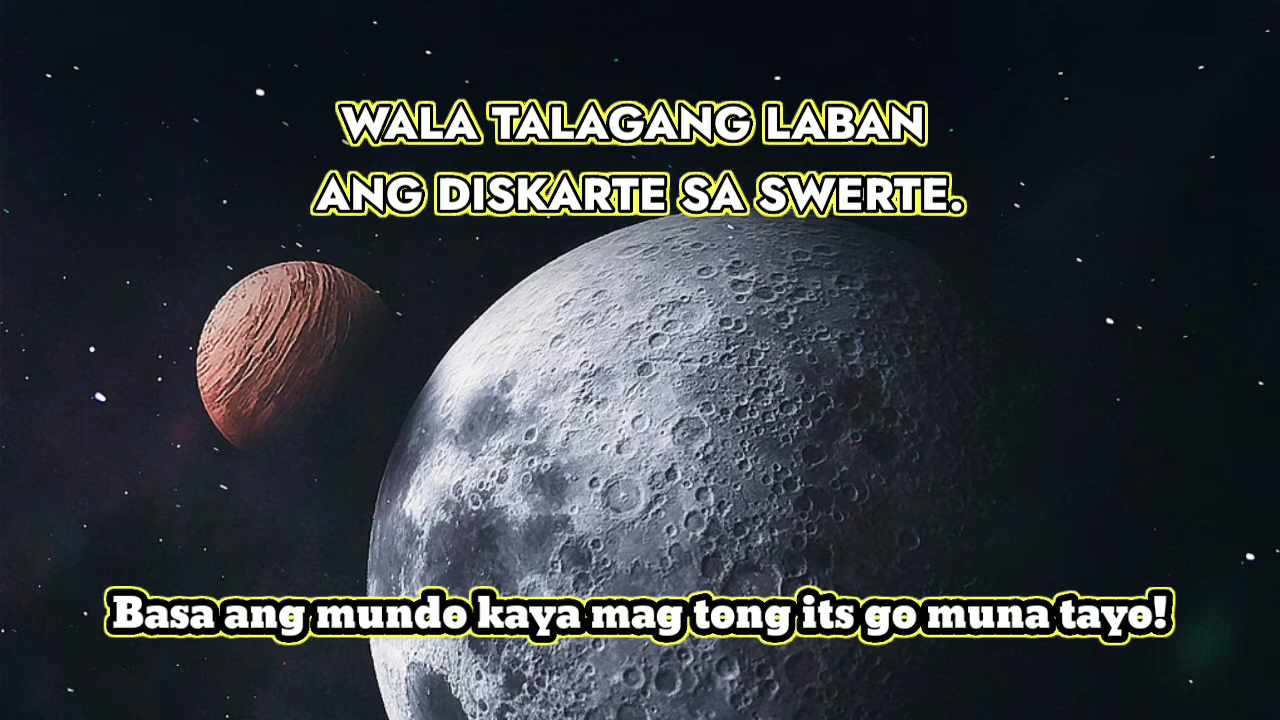 WALA TALAGANG LABAN
ANG DISKARTE SA SWERTE.
Basa ang mundo kaya mag tong its go muna tayo!